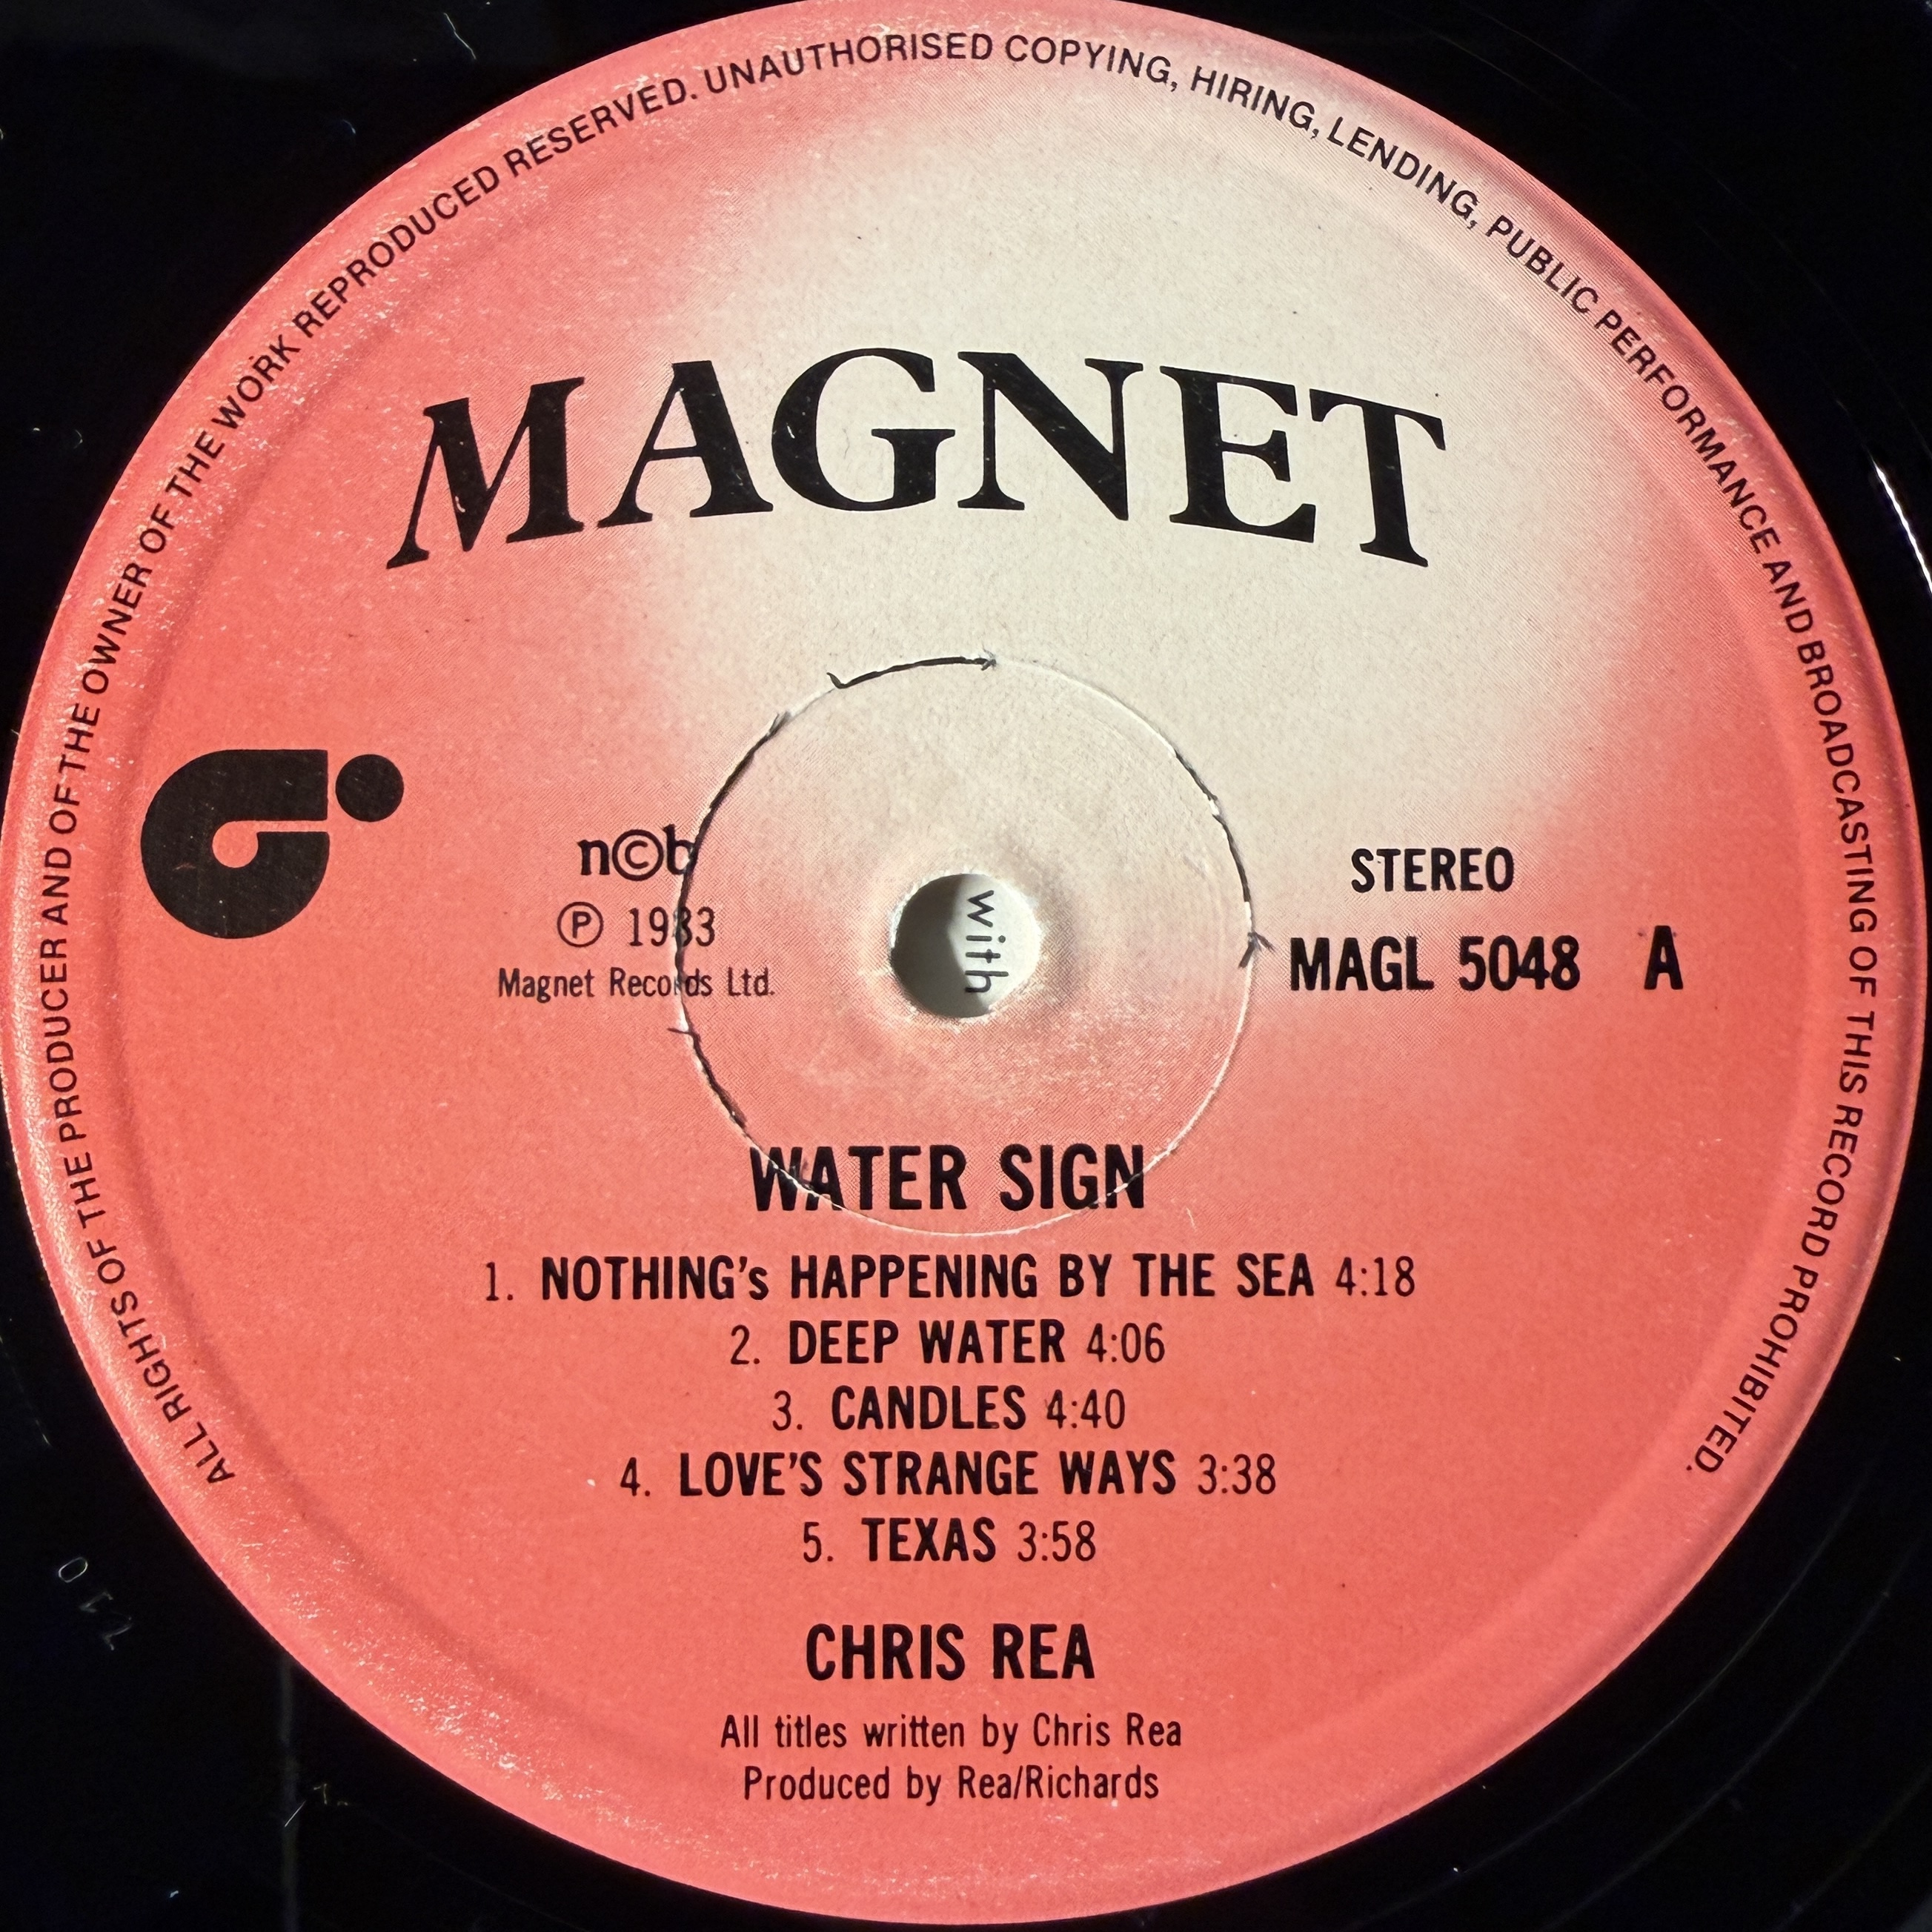 ALL RIGHTS OF THE PRODUCER AND OF THE OWNER OF THE WORK REPRODUCED RESERVED. UNAUTHORISED COPYING, HIRING, LENDING, PUBLIC PERFORMANCE AND BROADCASTING OF THIS RECORD PROHIBITED.
MAGNET
n©b
℗ 1983
Magnet Records Ltd.
with
STEREO
MAGL 5048 A
WATER SIGN
1. NOTHING's HAPPENING BY THE SEA 4:18
2. DEEP WATER 4:06
3. CANDLES 4:40
4. LOVE'S STRANGE WAYS 3:38
5. TEXAS 3:58
CHRIS REA
All titles written by Chris Rea
Produced by Rea/Richards